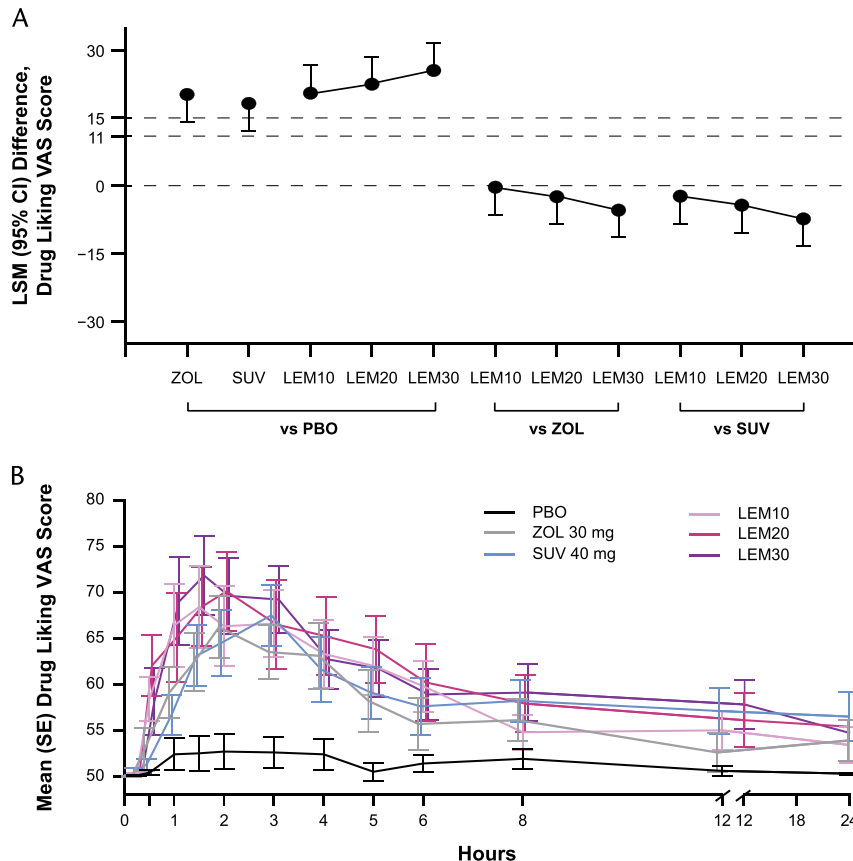 A
LSM (95% CI) Difference,
Drug Liking VAS Score
30
15
11
0
−15
−30
ZOL SUV LEM10 LEM20 LEM30 LEM10 LEM20 LEM30 LEM10 LEM20 LEM30
vs PBO vs ZOL vs SUV
B
Mean (SE) Drug Liking VAS Score
80
75
70
65
60
55
50
PBO LEM10
ZOL 30 mg LEM20
SUV 40 mg LEM30
0 1 2 3 4 5 6 8 12 12 18 24
Hours